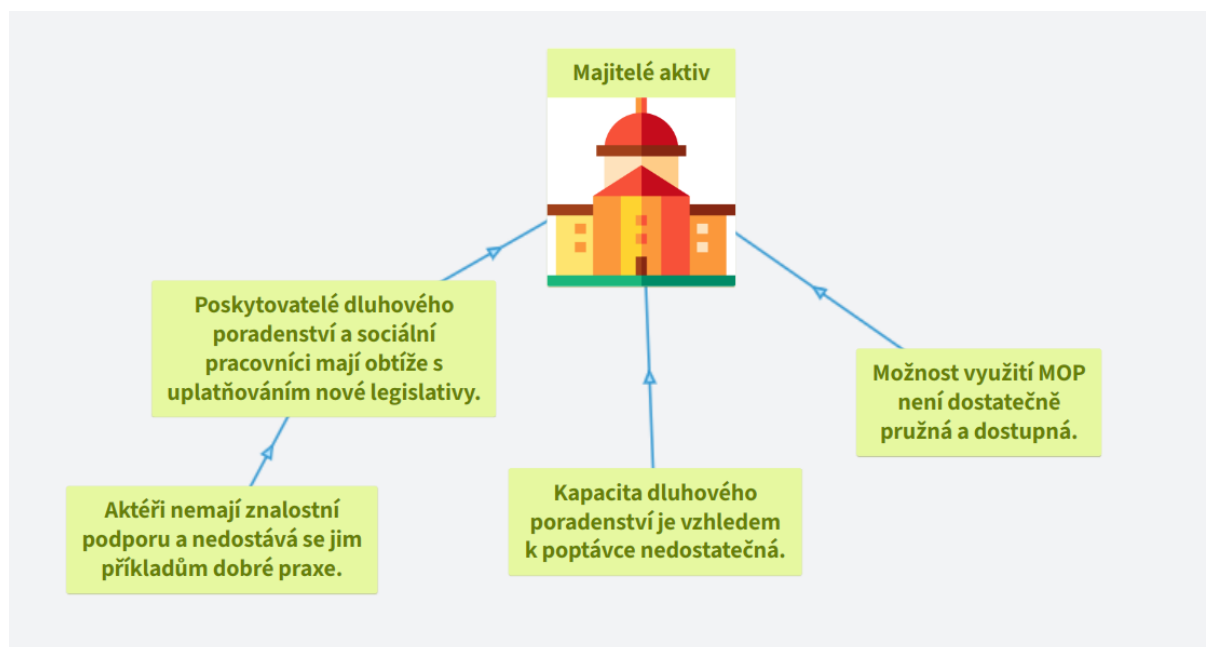 Majitelé aktiv
Poskytovatelé dluhového
poradenství a sociální
pracovníci mají obtíže s
uplatňováním nové legislativy.
Možnost využití MOP
není dostatečně
pružná a dostupná.
Aktéři nemají znalostní
podporu a nedostává se jim
příkladům dobré praxe.
Kapacita dluhového
poradenství je vzhledem
k poptávce nedostatečná.